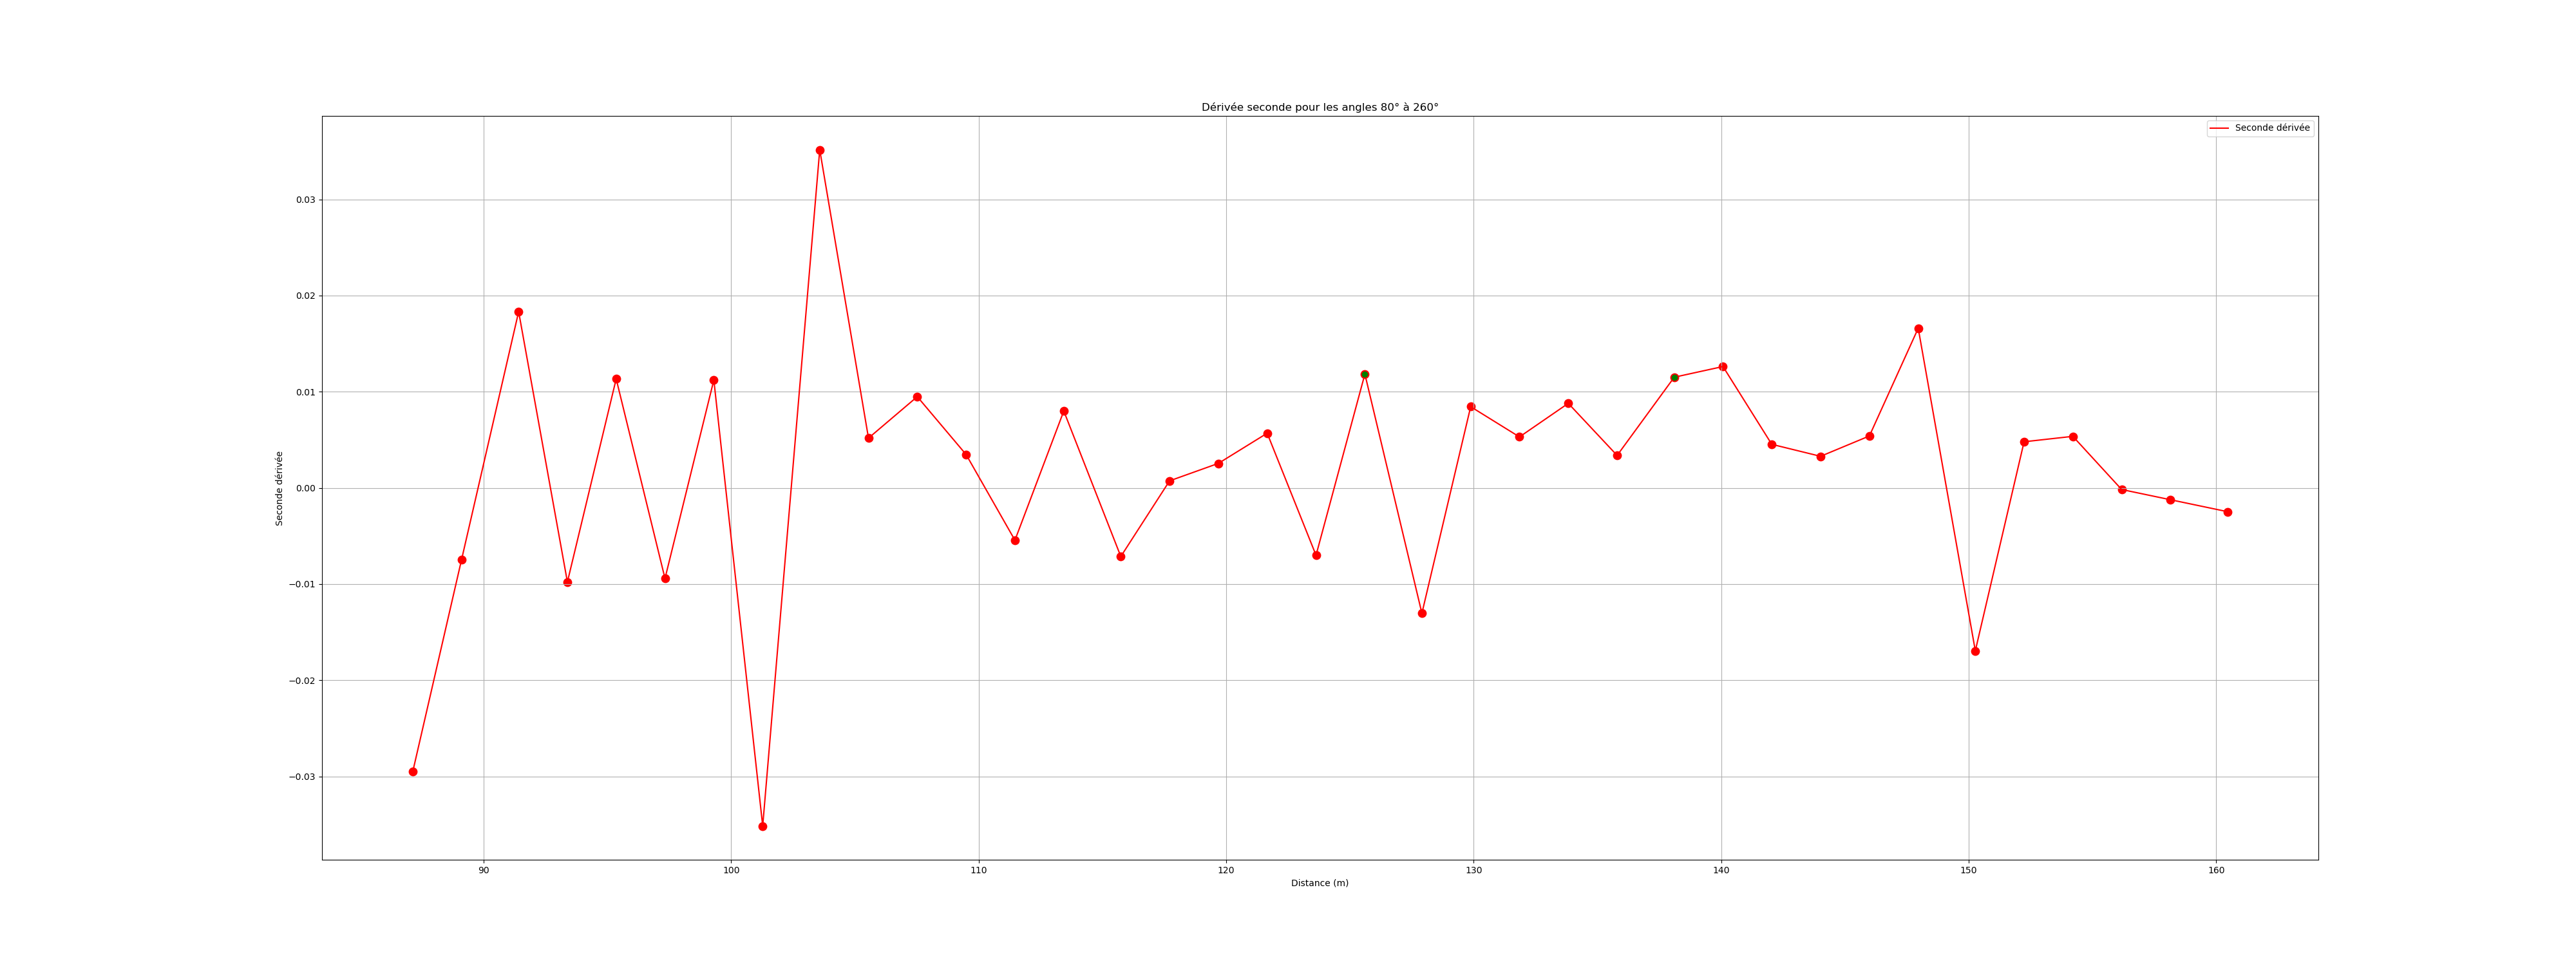 Dérivée seconde pour les angles 80° à 260°
Seconde dérivée
0.03
0.02
0.01
0.00
−0.01
−0.02
−0.03
Seconde dérivée
90 100 110 120 130 140 150 160
Distance (m)